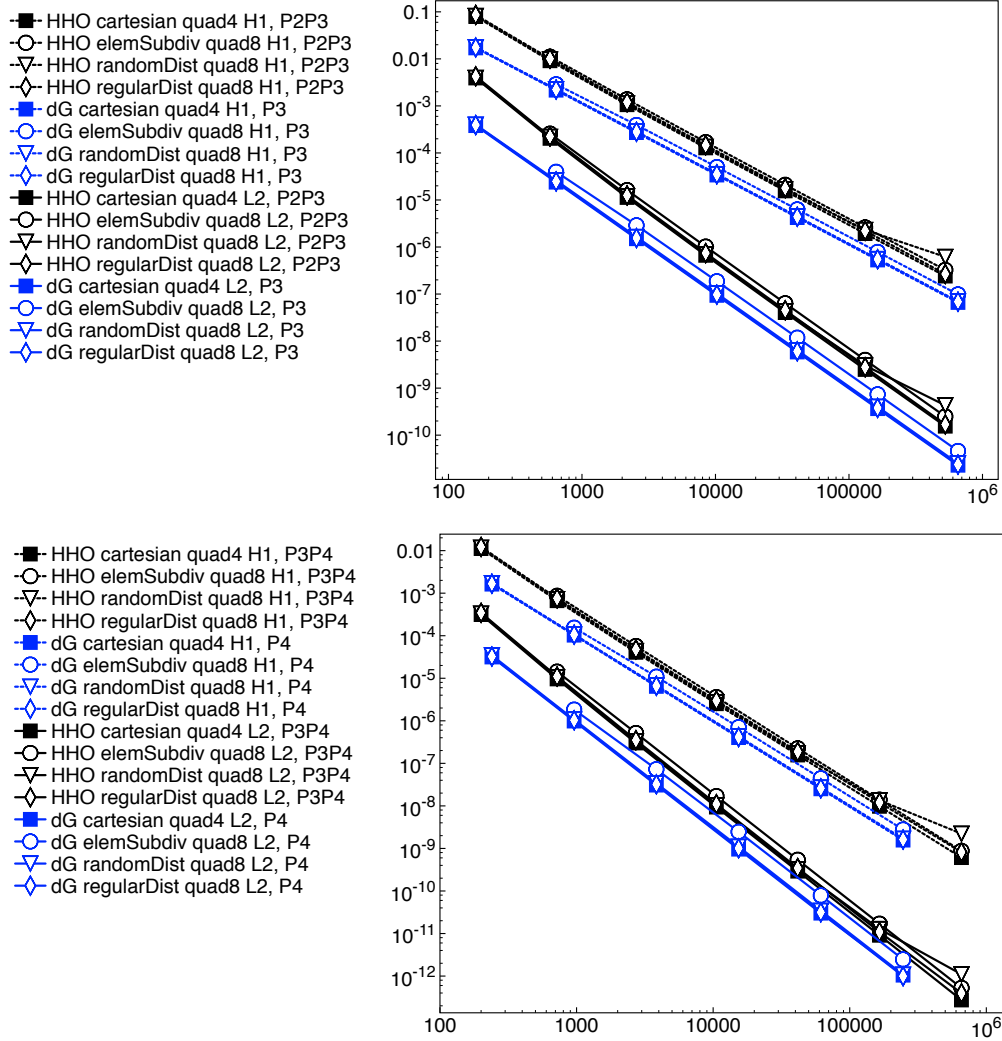 HHO cartesian quad4 H1, P2P3
HHO elemSubdiv quad8 H1, P2P3
HHO randomDist quad8 H1, P2P3
HHO regularDist quad8 H1, P2P3
dG cartesian quad4 H1, P3
dG elemSubdiv quad8 H1, P3
dG randomDist quad8 H1, P3
dG regularDist quad8 H1, P3
HHO cartesian quad4 L2, P2P3
HHO elemSubdiv quad8 L2, P2P3
HHO randomDist quad8 L2, P2P3
HHO regularDist quad8 L2, P2P3
dG cartesian quad4 L2, P3
dG elemSubdiv quad8 L2, P3
dG randomDist quad8 L2, P3
dG regularDist quad8 L2, P3
0.1
0.01
10⁻³
10⁻⁴
10⁻⁵
10⁻⁶
10⁻⁷
10⁻⁸
10⁻⁹
10⁻¹⁰
100 1000 10000 100000 10⁶
HHO cartesian quad4 H1, P3P4
HHO elemSubdiv quad8 H1, P3P4
HHO randomDist quad8 H1, P3P4
HHO regularDist quad8 H1, P3P4
dG cartesian quad4 H1, P4
dG elemSubdiv quad8 H1, P4
dG randomDist quad8 H1, P4
dG regularDist quad8 H1, P4
HHO cartesian quad4 L2, P3P4
HHO elemSubdiv quad8 L2, P3P4
HHO randomDist quad8 L2, P3P4
HHO regularDist quad8 L2, P3P4
dG cartesian quad4 L2, P4
dG elemSubdiv quad8 L2, P4
dG randomDist quad8 L2, P4
dG regularDist quad8 L2, P4
0.01
10⁻³
10⁻⁴
10⁻⁵
10⁻⁶
10⁻⁷
10⁻⁸
10⁻⁹
10⁻¹⁰
10⁻¹¹
10⁻¹²
100 1000 10000 100000 10⁶